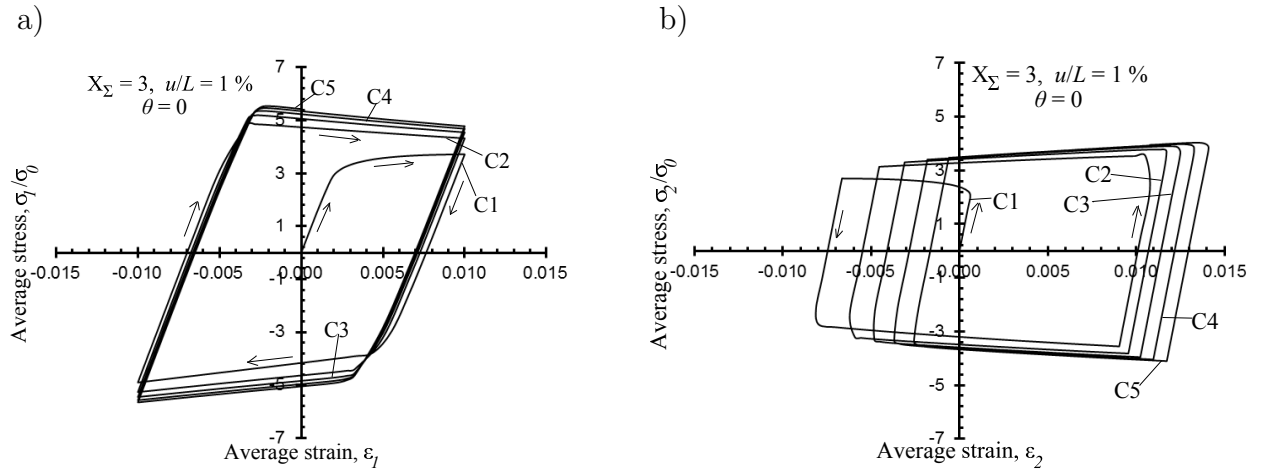 a)
7
X_Σ = 3, u/L = 1 %
θ = 0
C5
C4
5
C2
3
C1
1
-0.015
-0.010
-0.005
0.000
0.005
0.010
0.015
-1
-3
C3
-5
-7
Average stress, σ_1/σ_0
Average strain, ε_1
b)
7
X_Σ = 3, u/L = 1 %
θ = 0
5
3
C2
C3
C1
1
-0.015
-0.010
-0.005
0.000
0.005
0.010
0.015
-1
-3
C4
-5
C5
-7
Average stress, σ_2/σ_0
Average strain, ε_2